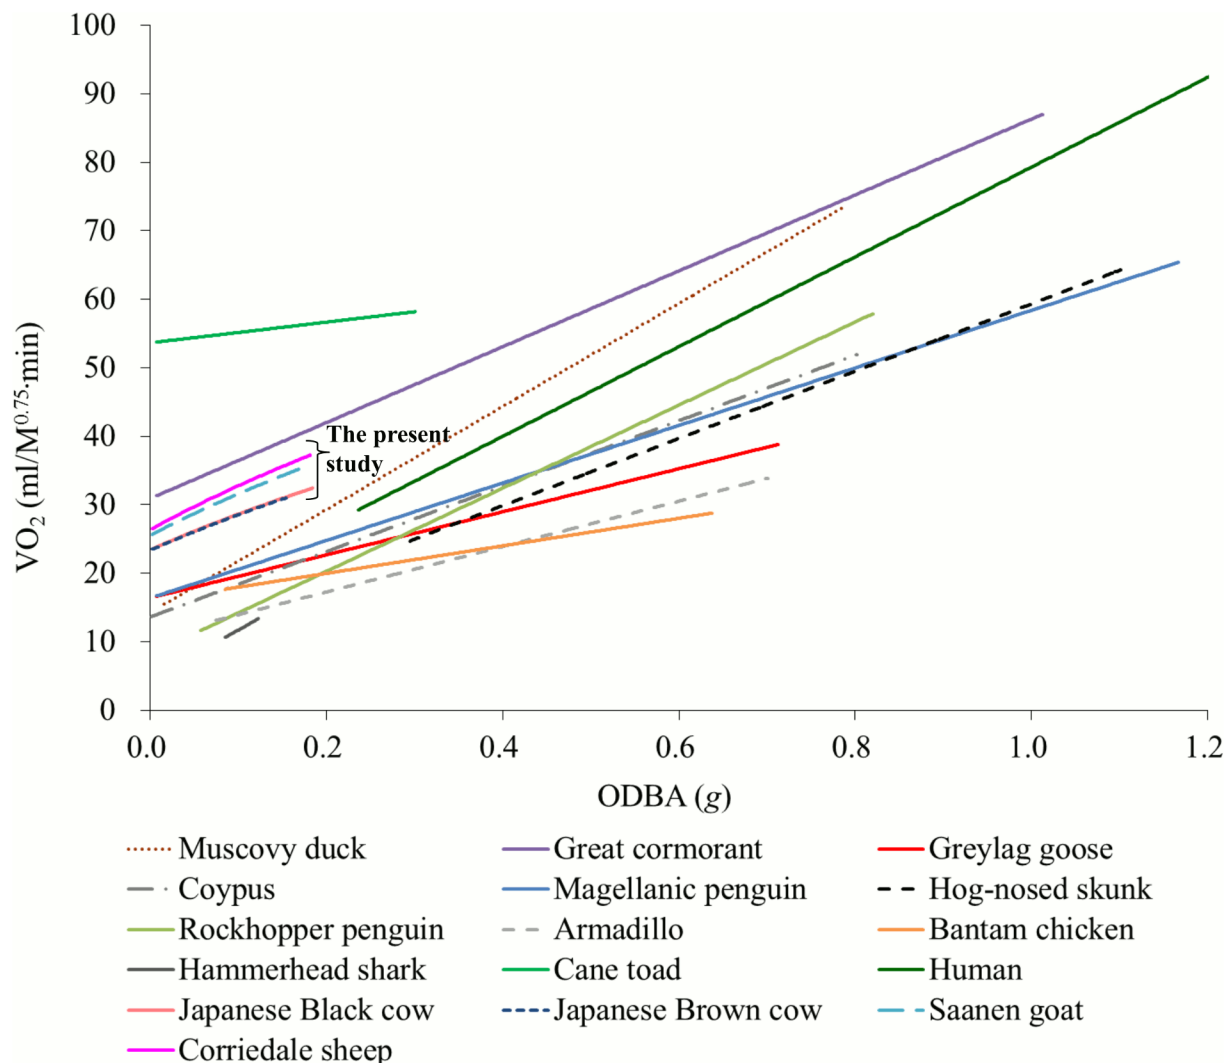 100
90
80
70
60
50
40
30
20
10
0
VO2 (ml/M^0.75·min)
The present
study
0.0 0.2 0.4 0.6 0.8 1.0 1.2
ODBA (g)
Muscovy duck Great cormorant Greylag goose
Coypus Magellanic penguin Hog-nosed skunk
Rockhopper penguin Armadillo Bantam chicken
Hammerhead shark Cane toad Human
Japanese Black cow Japanese Brown cow Saanen goat
Corriedale sheep